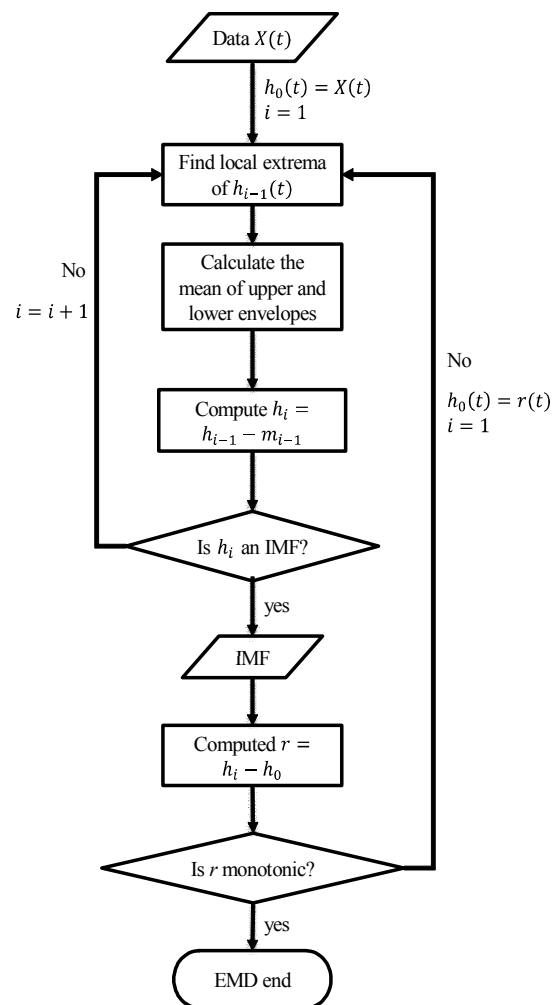 Data X(t)
h₀(t) = X(t)
i = 1
Find local extrema
of hᵢ₋₁(t)
Calculate the
mean of upper and
lower envelopes
No
i = i + 1
Compute hᵢ =
hᵢ₋₁ − mᵢ₋₁
No
h₀(t) = r(t)
i = 1
Is hᵢ an IMF?
yes
IMF
Computed r =
hᵢ − h₀
Is r monotonic?
yes
EMD end